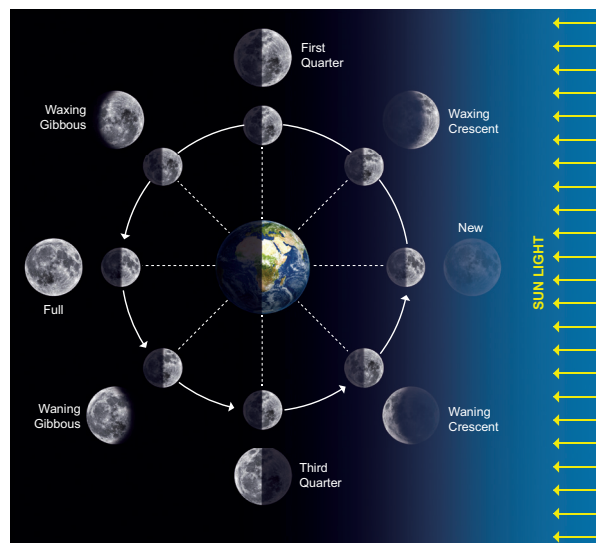 First
Quarter
Waxing
Gibbous
Waxing
Crescent
New
SUN LIGHT
Full
Waning
Gibbous
Waning
Crescent
Third
Quarter